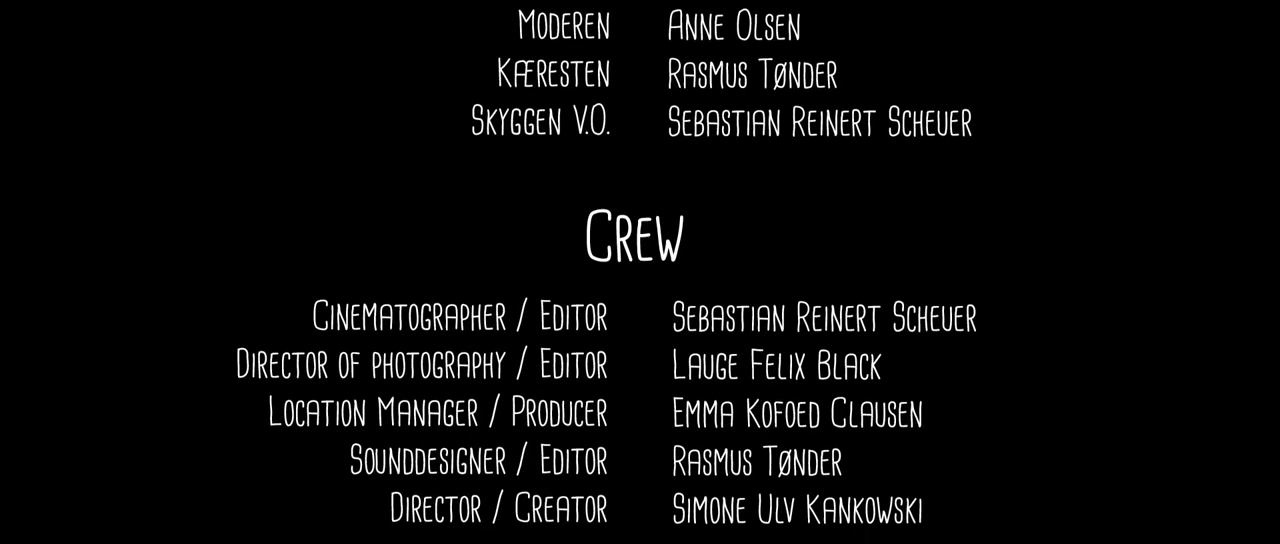 Moderen Anne Olsen
Kæresten Rasmus Tønder
Skyggen V.O. Sebastian Reinert Scheuer
Crew
Cinematographer / Editor Sebastian Reinert Scheuer
Director of photography / Editor Lauge Felix Black
Location Manager / Producer Emma Kofoed Clausen
Sounddesigner / Editor Rasmus Tønder
Director / Creator Simone Ulv Kankowski